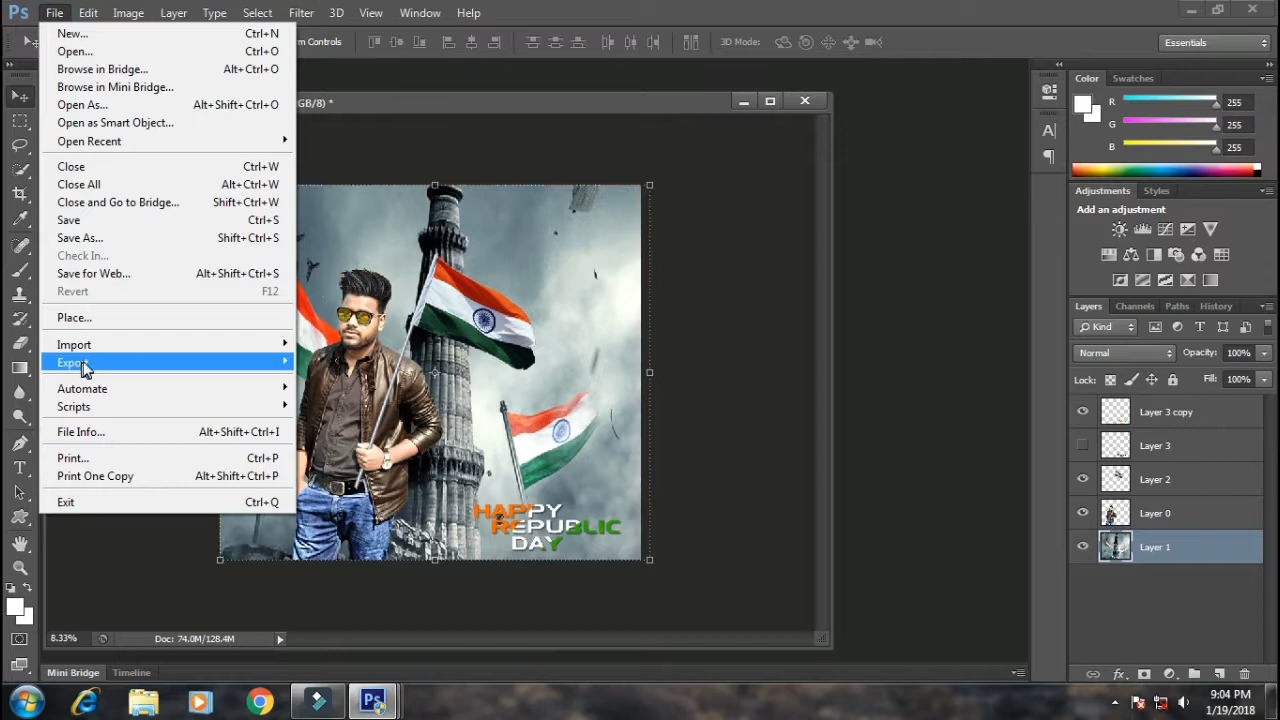 Ps File Edit Image Layer Type Select Filter 3D View Window Help
New... Ctrl+N
m Controls 3D Mode: Essentials
Open... Ctrl+O
Browse in Bridge... Alt+Ctrl+O
Browse in Mini Bridge...
Open As... Alt+Shift+Ctrl+O
Open as Smart Object...
Open Recent
Close Ctrl+W
Close All Alt+Ctrl+W
Close and Go to Bridge... Shift+Ctrl+W
Save Ctrl+S
Save As... Shift+Ctrl+S
Check In...
Save for Web... Alt+Shift+Ctrl+S
Revert F12
Place...
Import
Export
Automate
Scripts
File Info... Alt+Shift+Ctrl+I
Print... Ctrl+P
Print One Copy Alt+Shift+Ctrl+P
Exit Ctrl+Q
GB/8) *
HAPPY
REPUBLIC
DAY
8.33% Doc: 74.0M/128.4M
Mini Bridge Timeline
Color Swatches
R 255
G 255
B 255
Adjustments Styles
Add an adjustment
Layers Channels Paths History
Kind
Normal Opacity: 100%
Lock: Fill: 100%
Layer 3 copy
Layer 3
Layer 2
Layer 0
Layer 1
fx
Ps
9:04 PM
1/19/2018